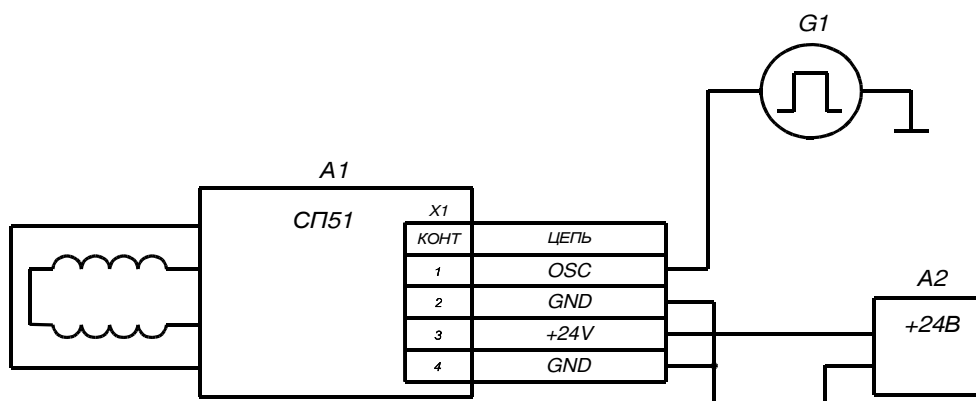 G1
A1
СП51
X1
КОНТ ЦЕПЬ
1 OSC
2 GND
3 +24V
4 GND
A2
+24В